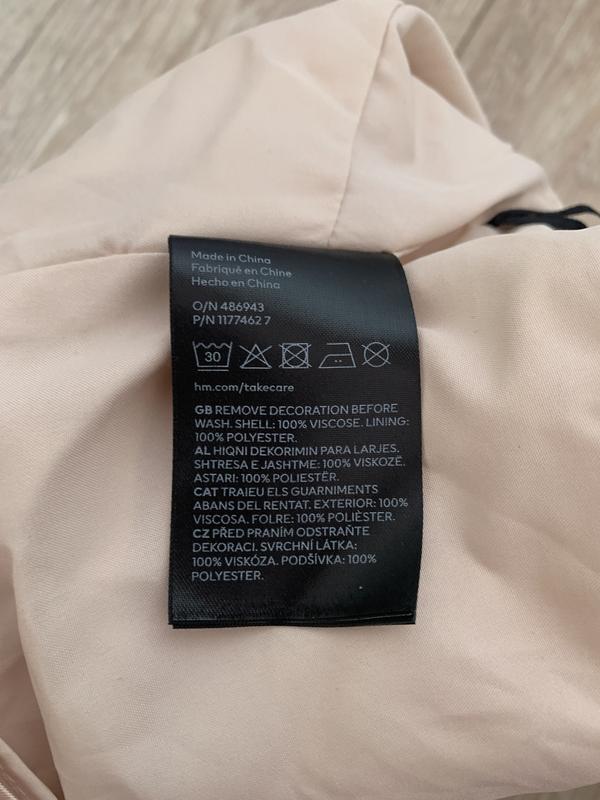 Made in China
Fabriqué en Chine
Hecho en China
O/N 486943
P/N 1177462 7
30
hm.com/takecare
GB REMOVE DECORATION BEFORE
WASH. SHELL: 100% VISCOSE. LINING:
100% POLYESTER.
AL HIQNI DEKORIMIN PARA LARJES.
SHTRESA E JASHTME: 100% VISKOZË.
ASTARI: 100% POLIESTËR.
CAT TRAIEU ELS GUARNIMENTS
ABANS DEL RENTAT. EXTERIOR: 100%
VISCOSA. FOLRE: 100% POLIÈSTER.
CZ PŘED PRANÍM ODSTRAŇTE
DEKORACI. SVRCHNÍ LÁTKA:
100% VISKÓZA. PODŠÍVKA: 100%
POLYESTER.